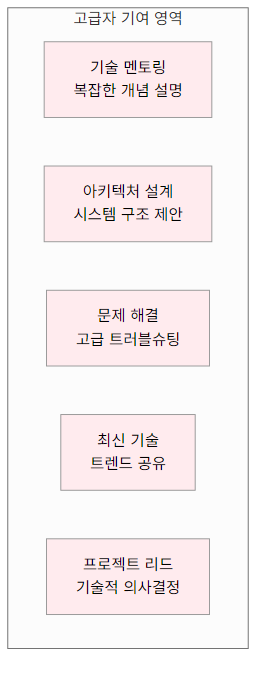 고급자 기여 영역
기술 멘토링
복잡한 개념 설명
아키텍처 설계
시스템 구조 제안
문제 해결
고급 트러블슈팅
최신 기술
트렌드 공유
프로젝트 리드
기술적 의사결정